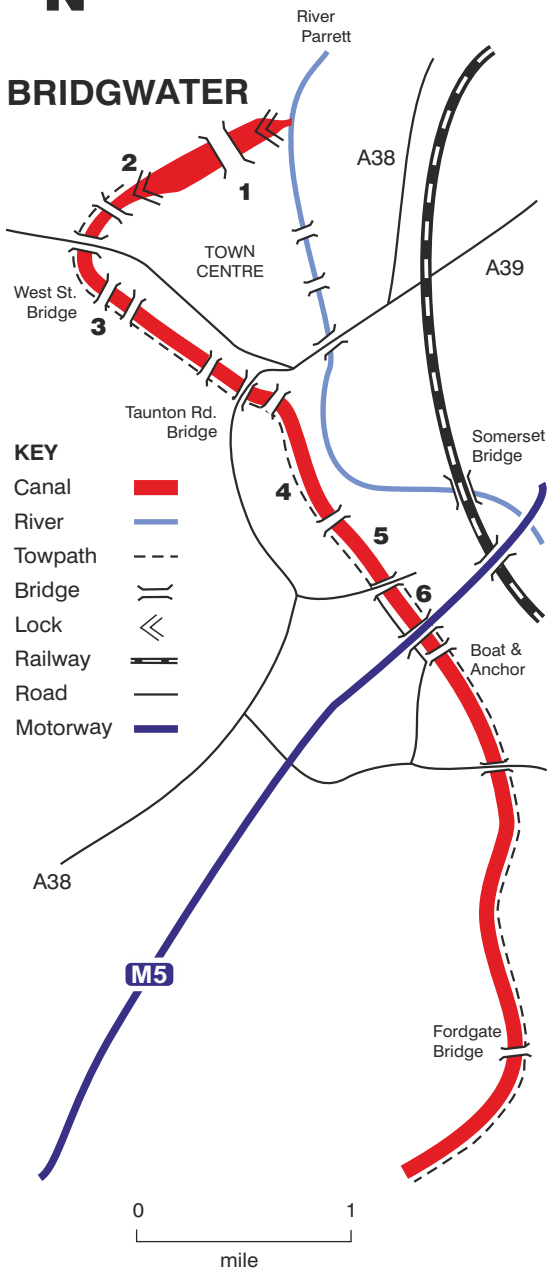 N
River
Parrett
BRIDGWATER
2
1
A38
TOWN
CENTRE
A39
West St.
Bridge
3
Taunton Rd.
Bridge
KEY
Canal
River
Towpath
Bridge
Lock
Railway
Road
Motorway
Somerset
Bridge
4
5
6
Boat &
Anchor
A38
M5
Fordgate
Bridge
0
1
mile